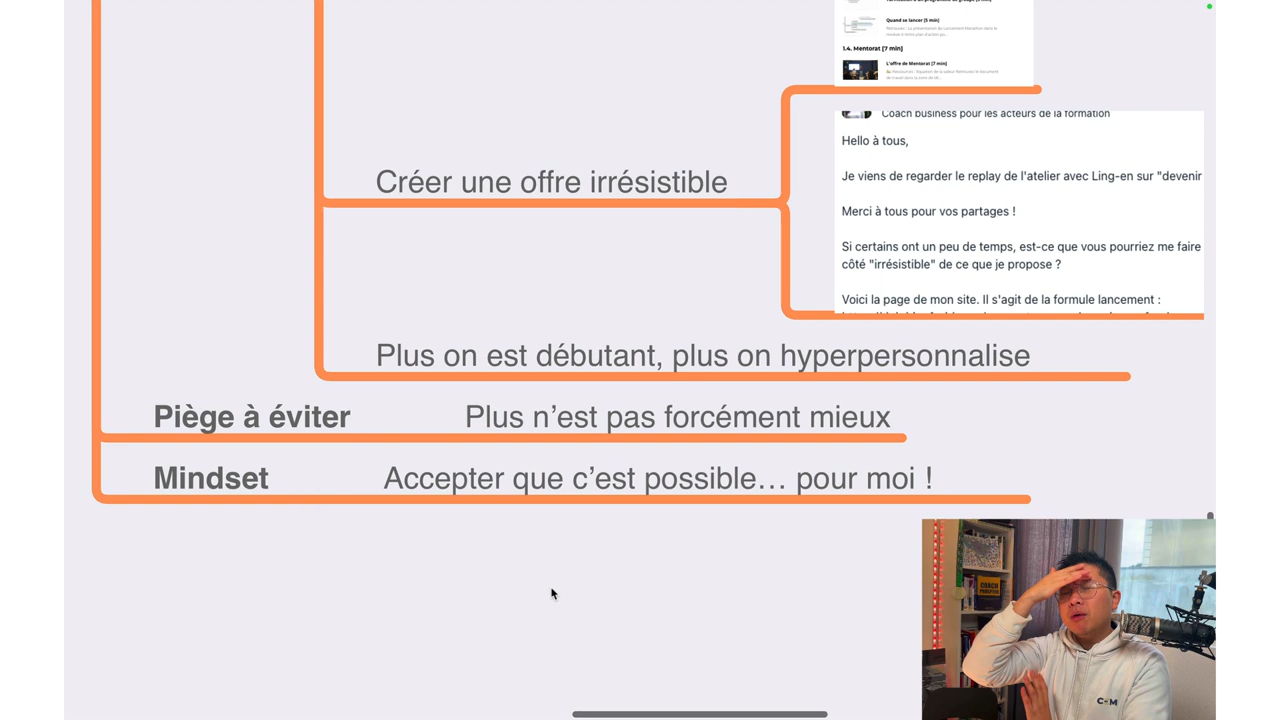 Quand se lancer [5 min]
1.4. Mentorat [7 min]
L'offre de Mentorat [7 min]
Coach business pour les acteurs de la formation
Hello à tous,
Je viens de regarder le replay de l'atelier avec Ling-en sur "devenir
Créer une offre irrésistible
Merci à tous pour vos partages !
Si certains ont un peu de temps, est-ce que vous pourriez me faire
côté "irrésistible" de ce que je propose ?
Voici la page de mon site. Il s'agit de la formule lancement :
Plus on est débutant, plus on hyperpersonnalise
Piège à éviter Plus n'est pas forcément mieux
Mindset Accepter que c'est possible… pour moi !
COACH
C-M